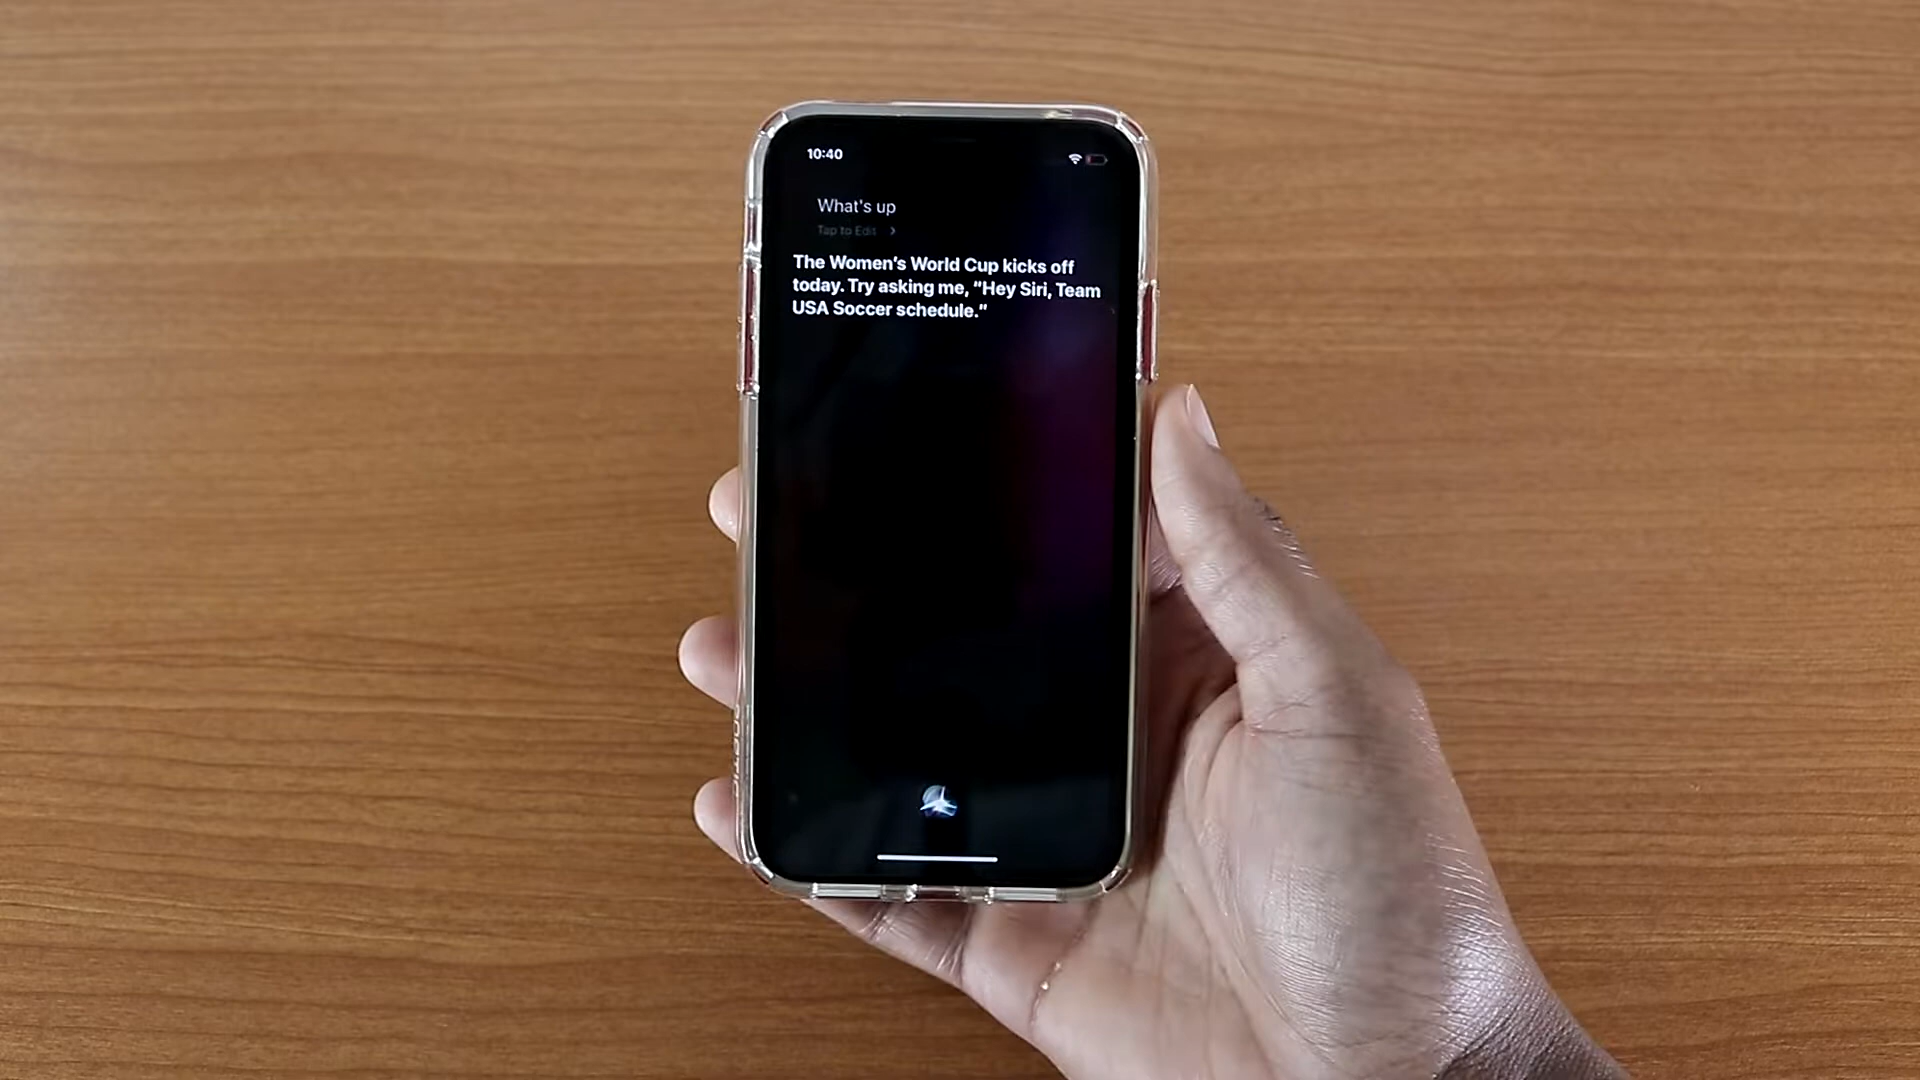 10:40
What's up
Tap to Edit >
The Women's World Cup kicks off
today. Try asking me, “Hey Siri, Team
USA Soccer schedule.”